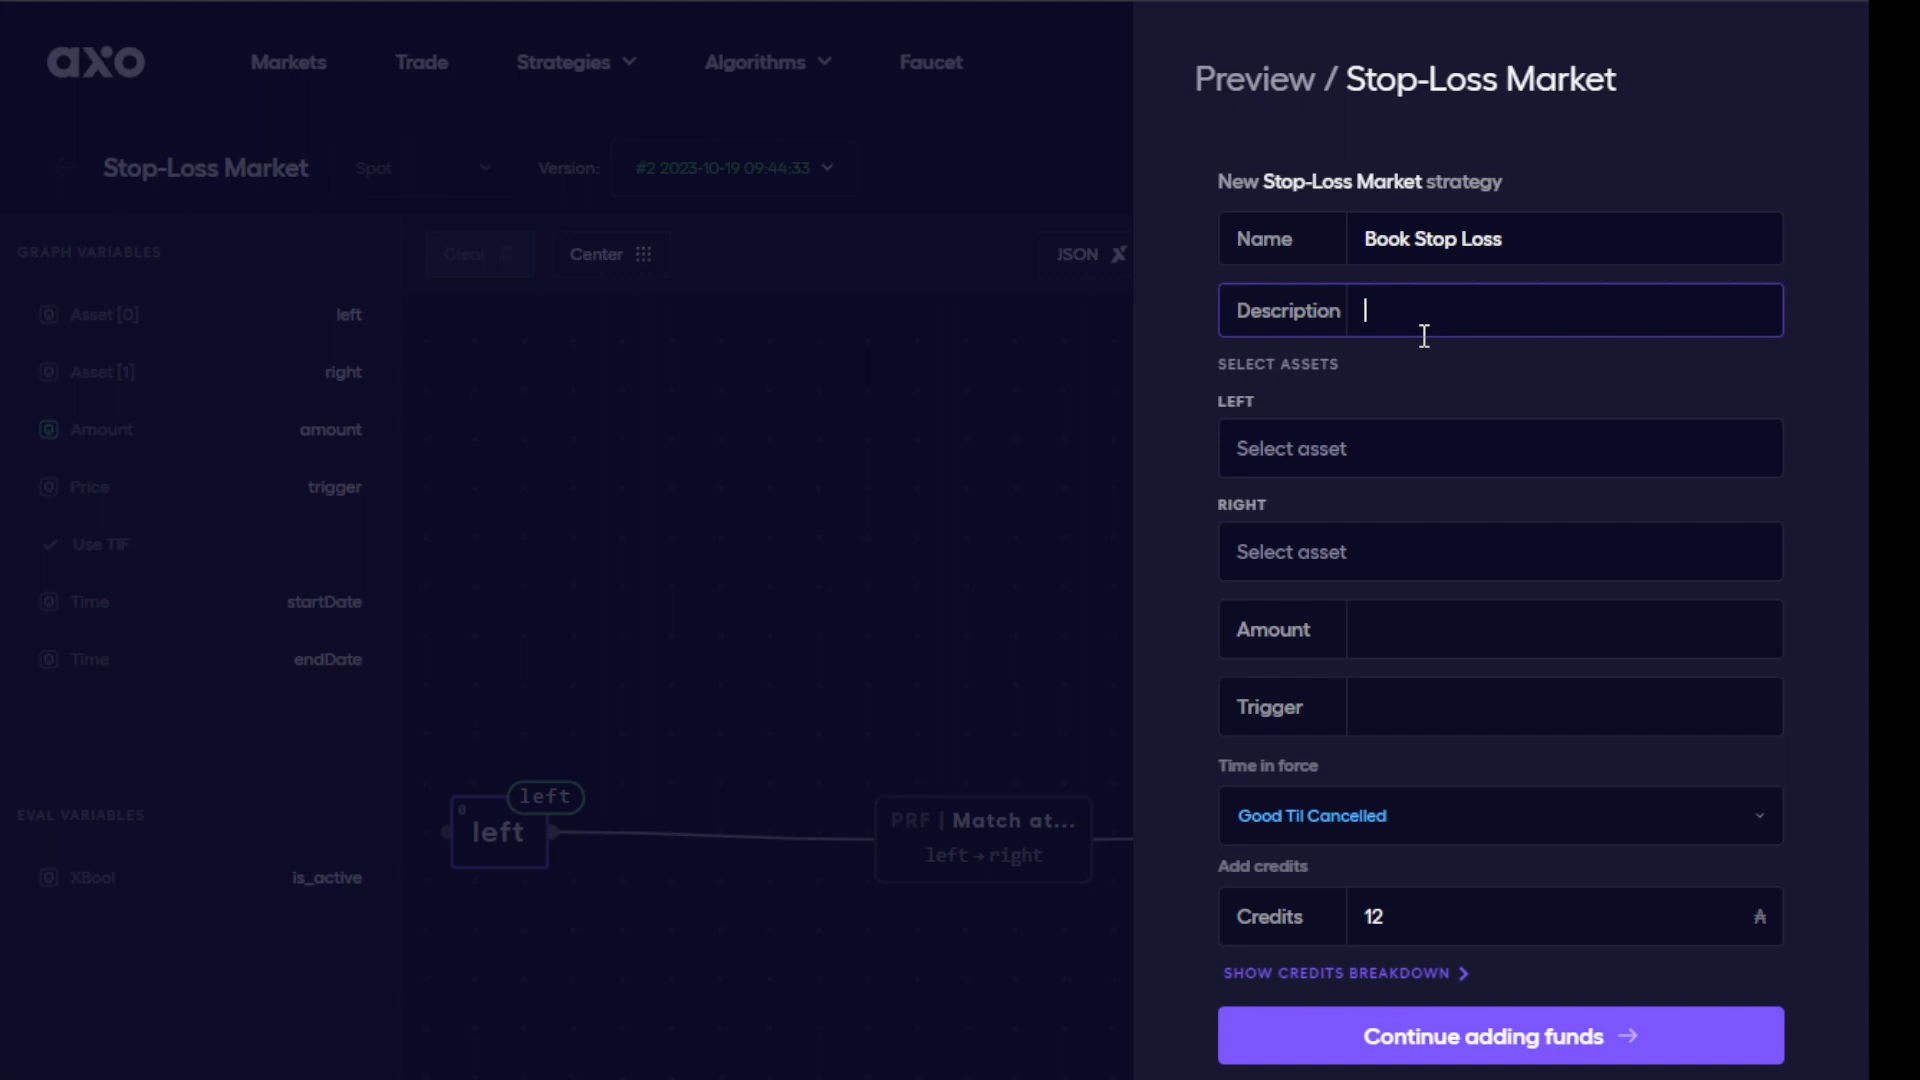 axo
Markets
Trade
Strategies
Algorithms
Faucet
Stop-Loss Market
Spot
Version:
#2 2023-10-19 09:44:33
GRAPH VARIABLES
Asset [0] left
Asset [1] right
Amount amount
Price trigger
Use TIF
Time startDate
Time endDate
EVAL VARIABLES
XBool is_active
Clear
Center
JSON
0
left
left
PRF | Match at...
left → right
Preview / Stop-Loss Market
New Stop-Loss Market strategy
Name Book Stop Loss
Description
SELECT ASSETS
LEFT
Select asset
RIGHT
Select asset
Amount
Trigger
Time in force
Good Til Cancelled
Add credits
Credits 12 ₳
SHOW CREDITS BREAKDOWN
Continue adding funds →